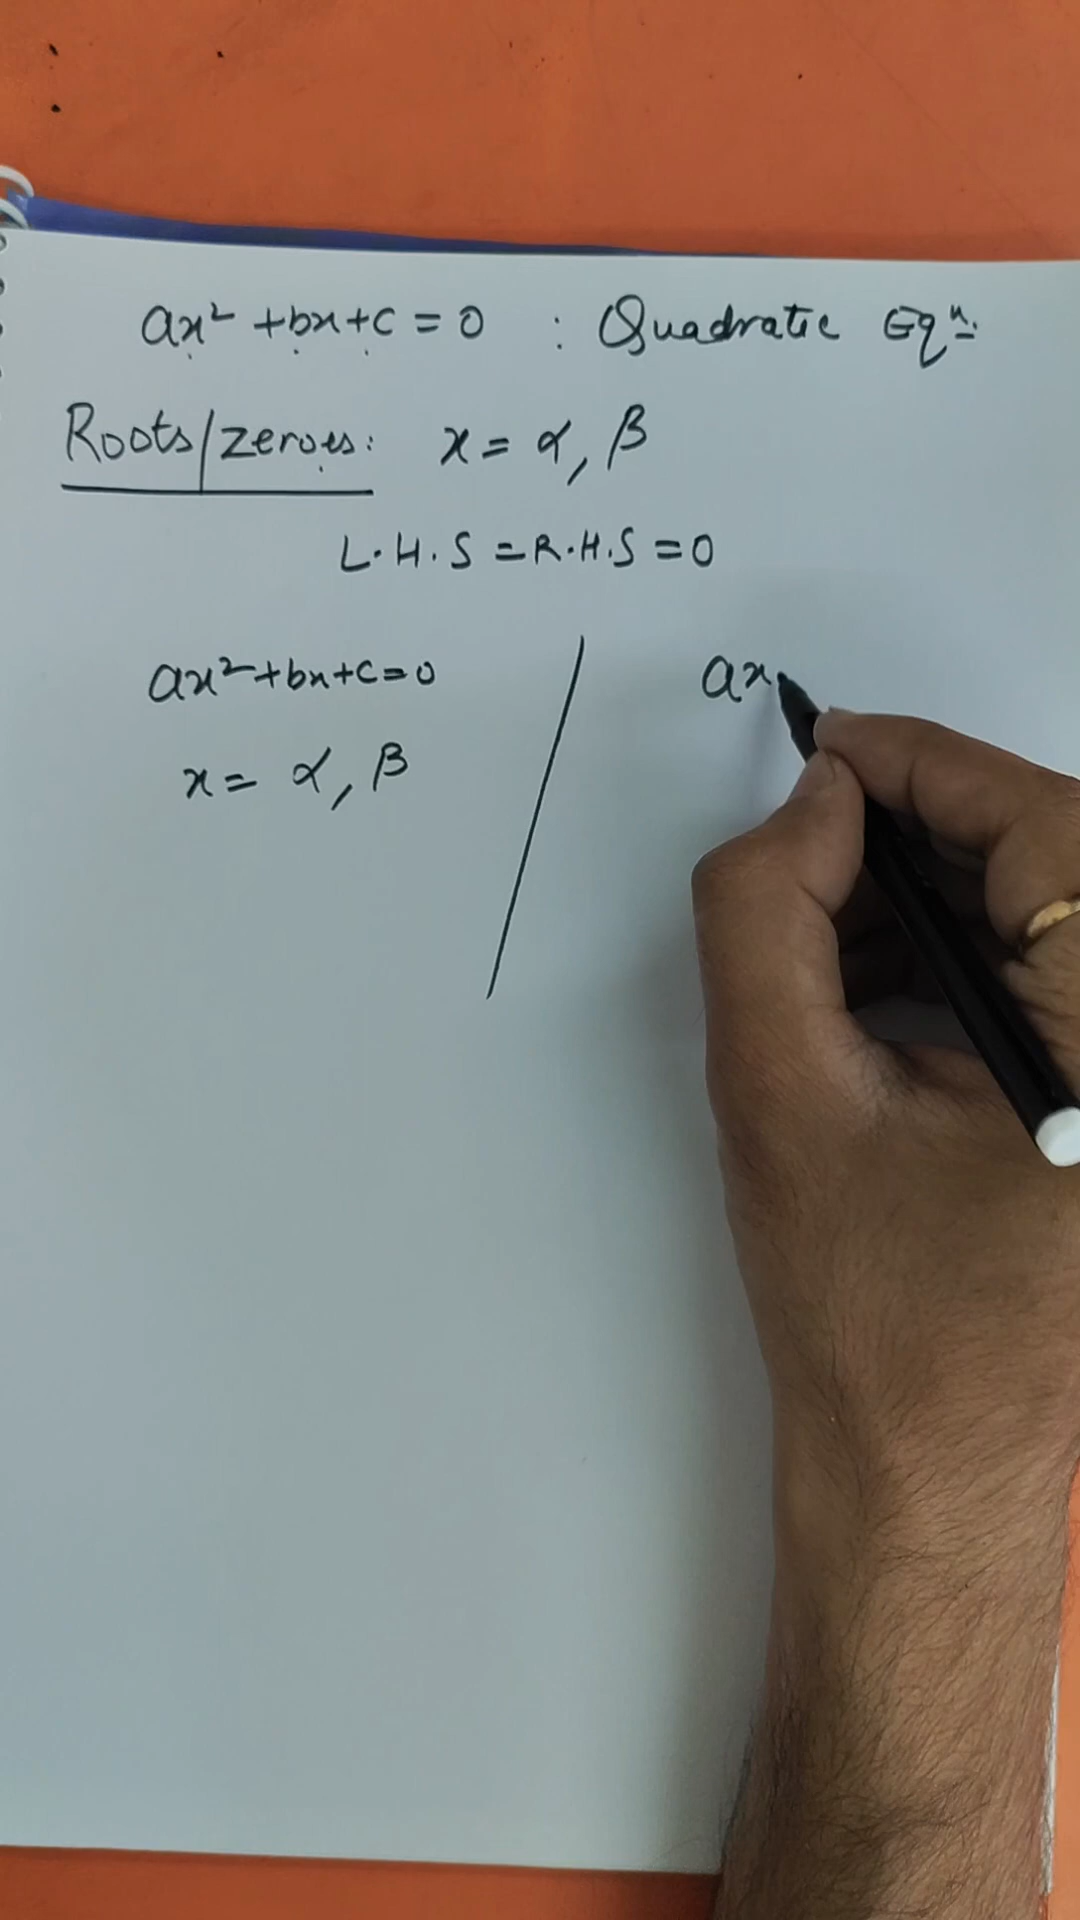 ax² + bx + c = 0 : Quadratic Eqⁿ.
Roots/zeroes: x = α, β
L.H.S = R.H.S = 0
ax² + bx + c = 0
x = α, β
ax